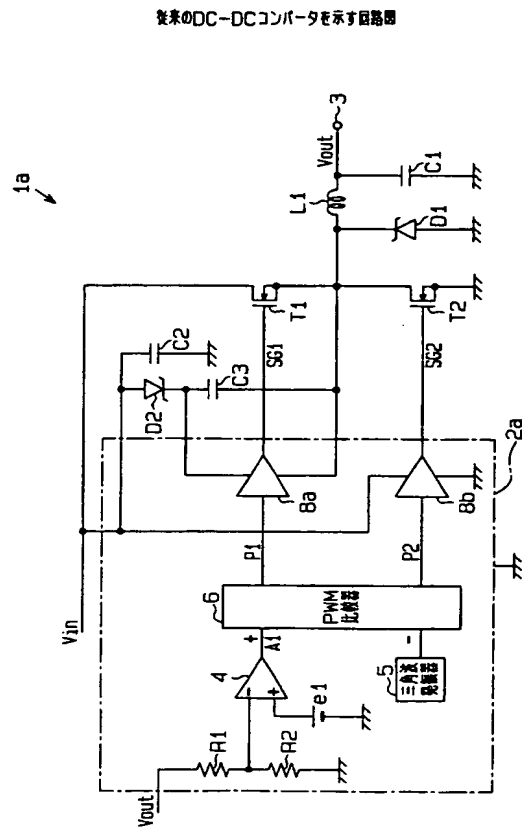 従来のDC-DCコンバータを示す回路図
1a
Vin
Vout
R1
R2
e1
4
A1
+
-
-
+
5
三角波
発振器
6
PWM
比較器
P1
P2
8a
8b
2a
D2
C2
C3
SG1
SG2
T1
T2
L1
D1
C1
Vout
3